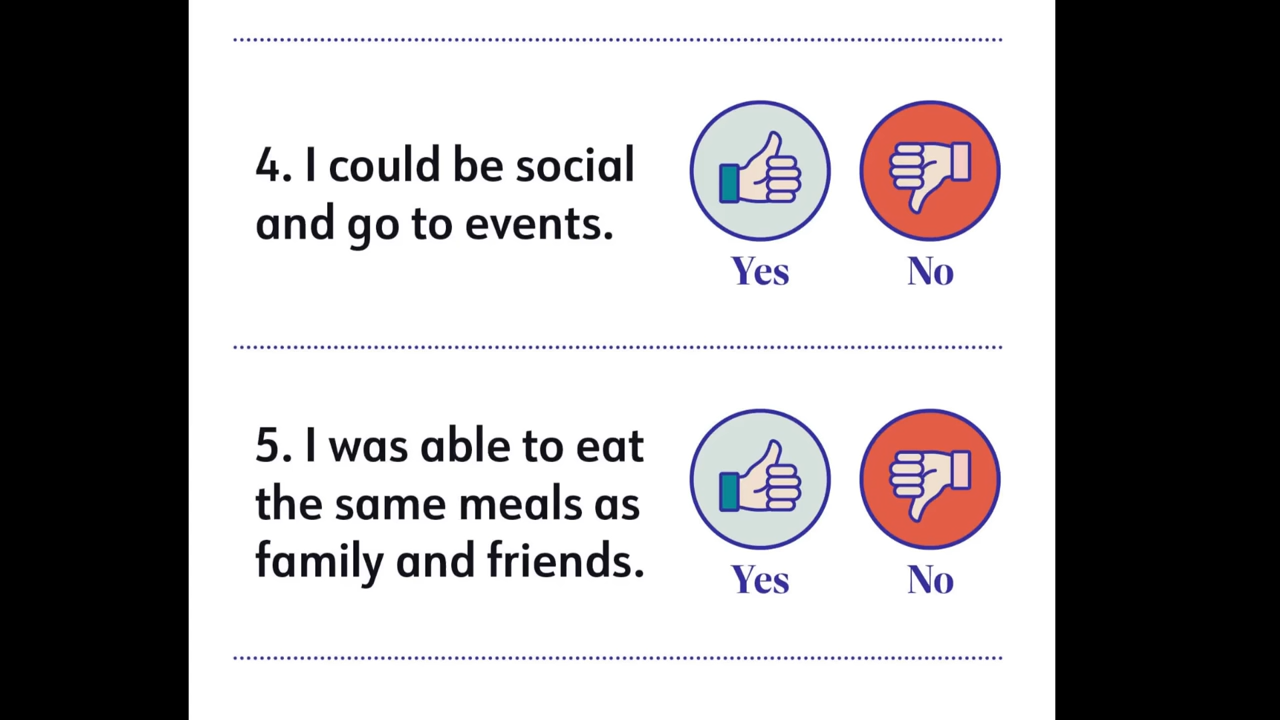 4. I could be social
and go to events.
Yes No
5. I was able to eat
the same meals as
family and friends.
Yes No